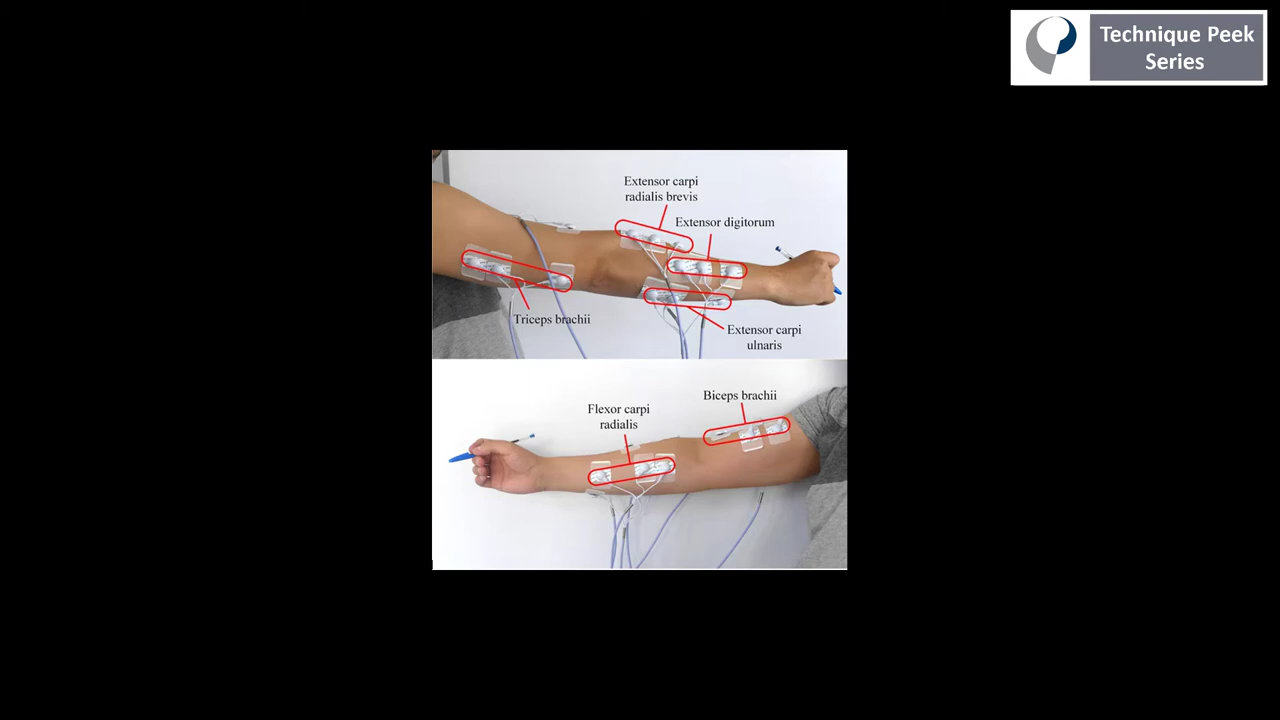 Technique Peek
Series
Extensor carpi
radialis brevis
Extensor digitorum
Triceps brachii
Extensor carpi
ulnaris
Biceps brachii
Flexor carpi
radialis